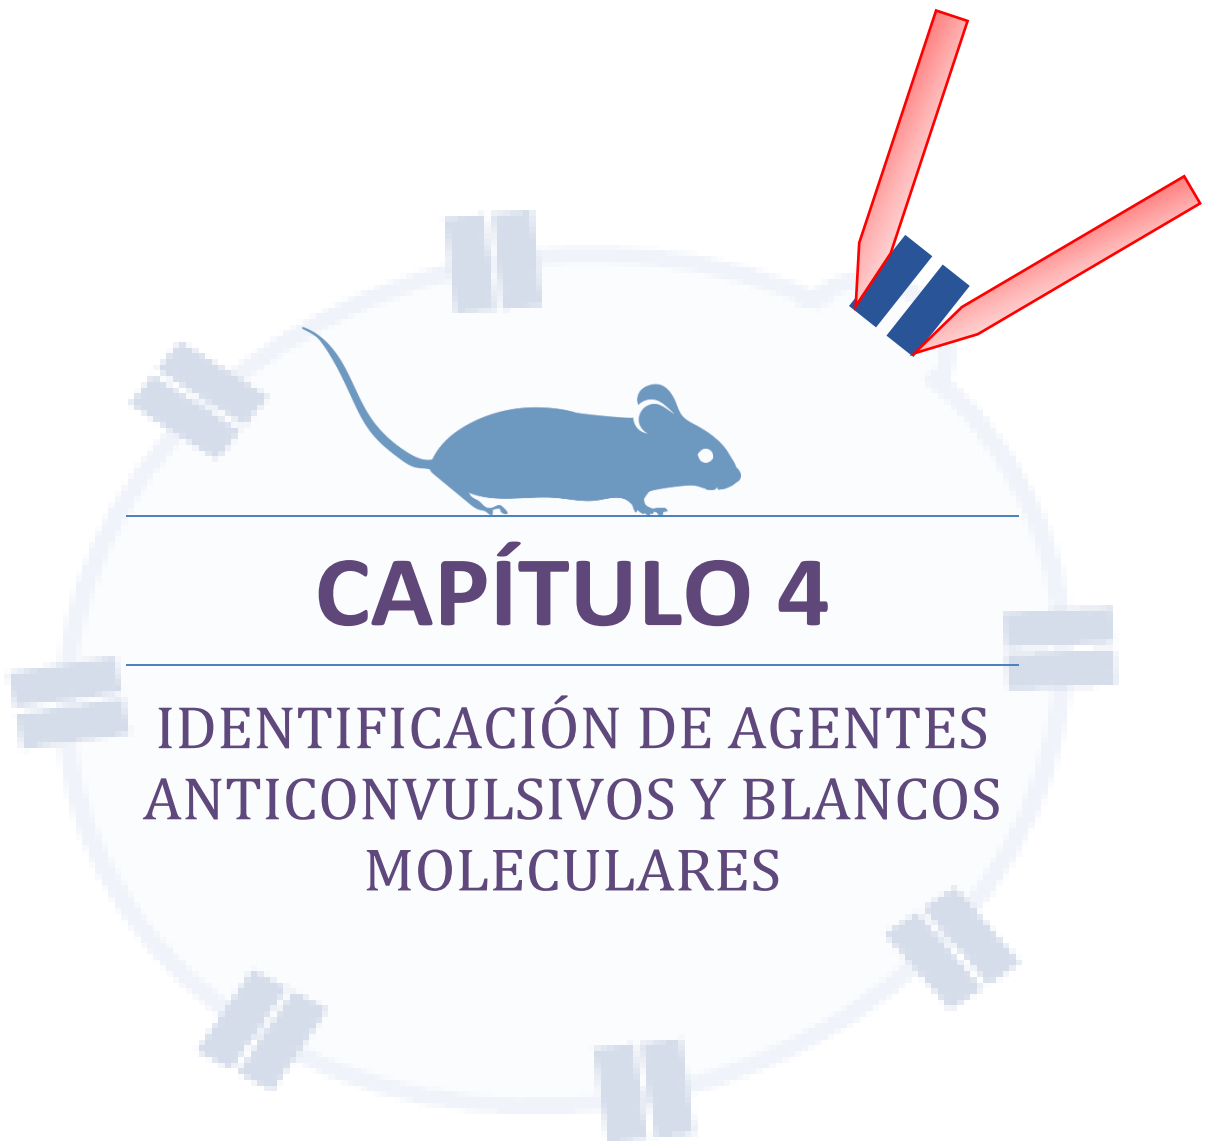 CAPÍTULO 4
IDENTIFICACIÓN DE AGENTES
ANTICONVULSIVOS Y BLANCOS
MOLECULARES